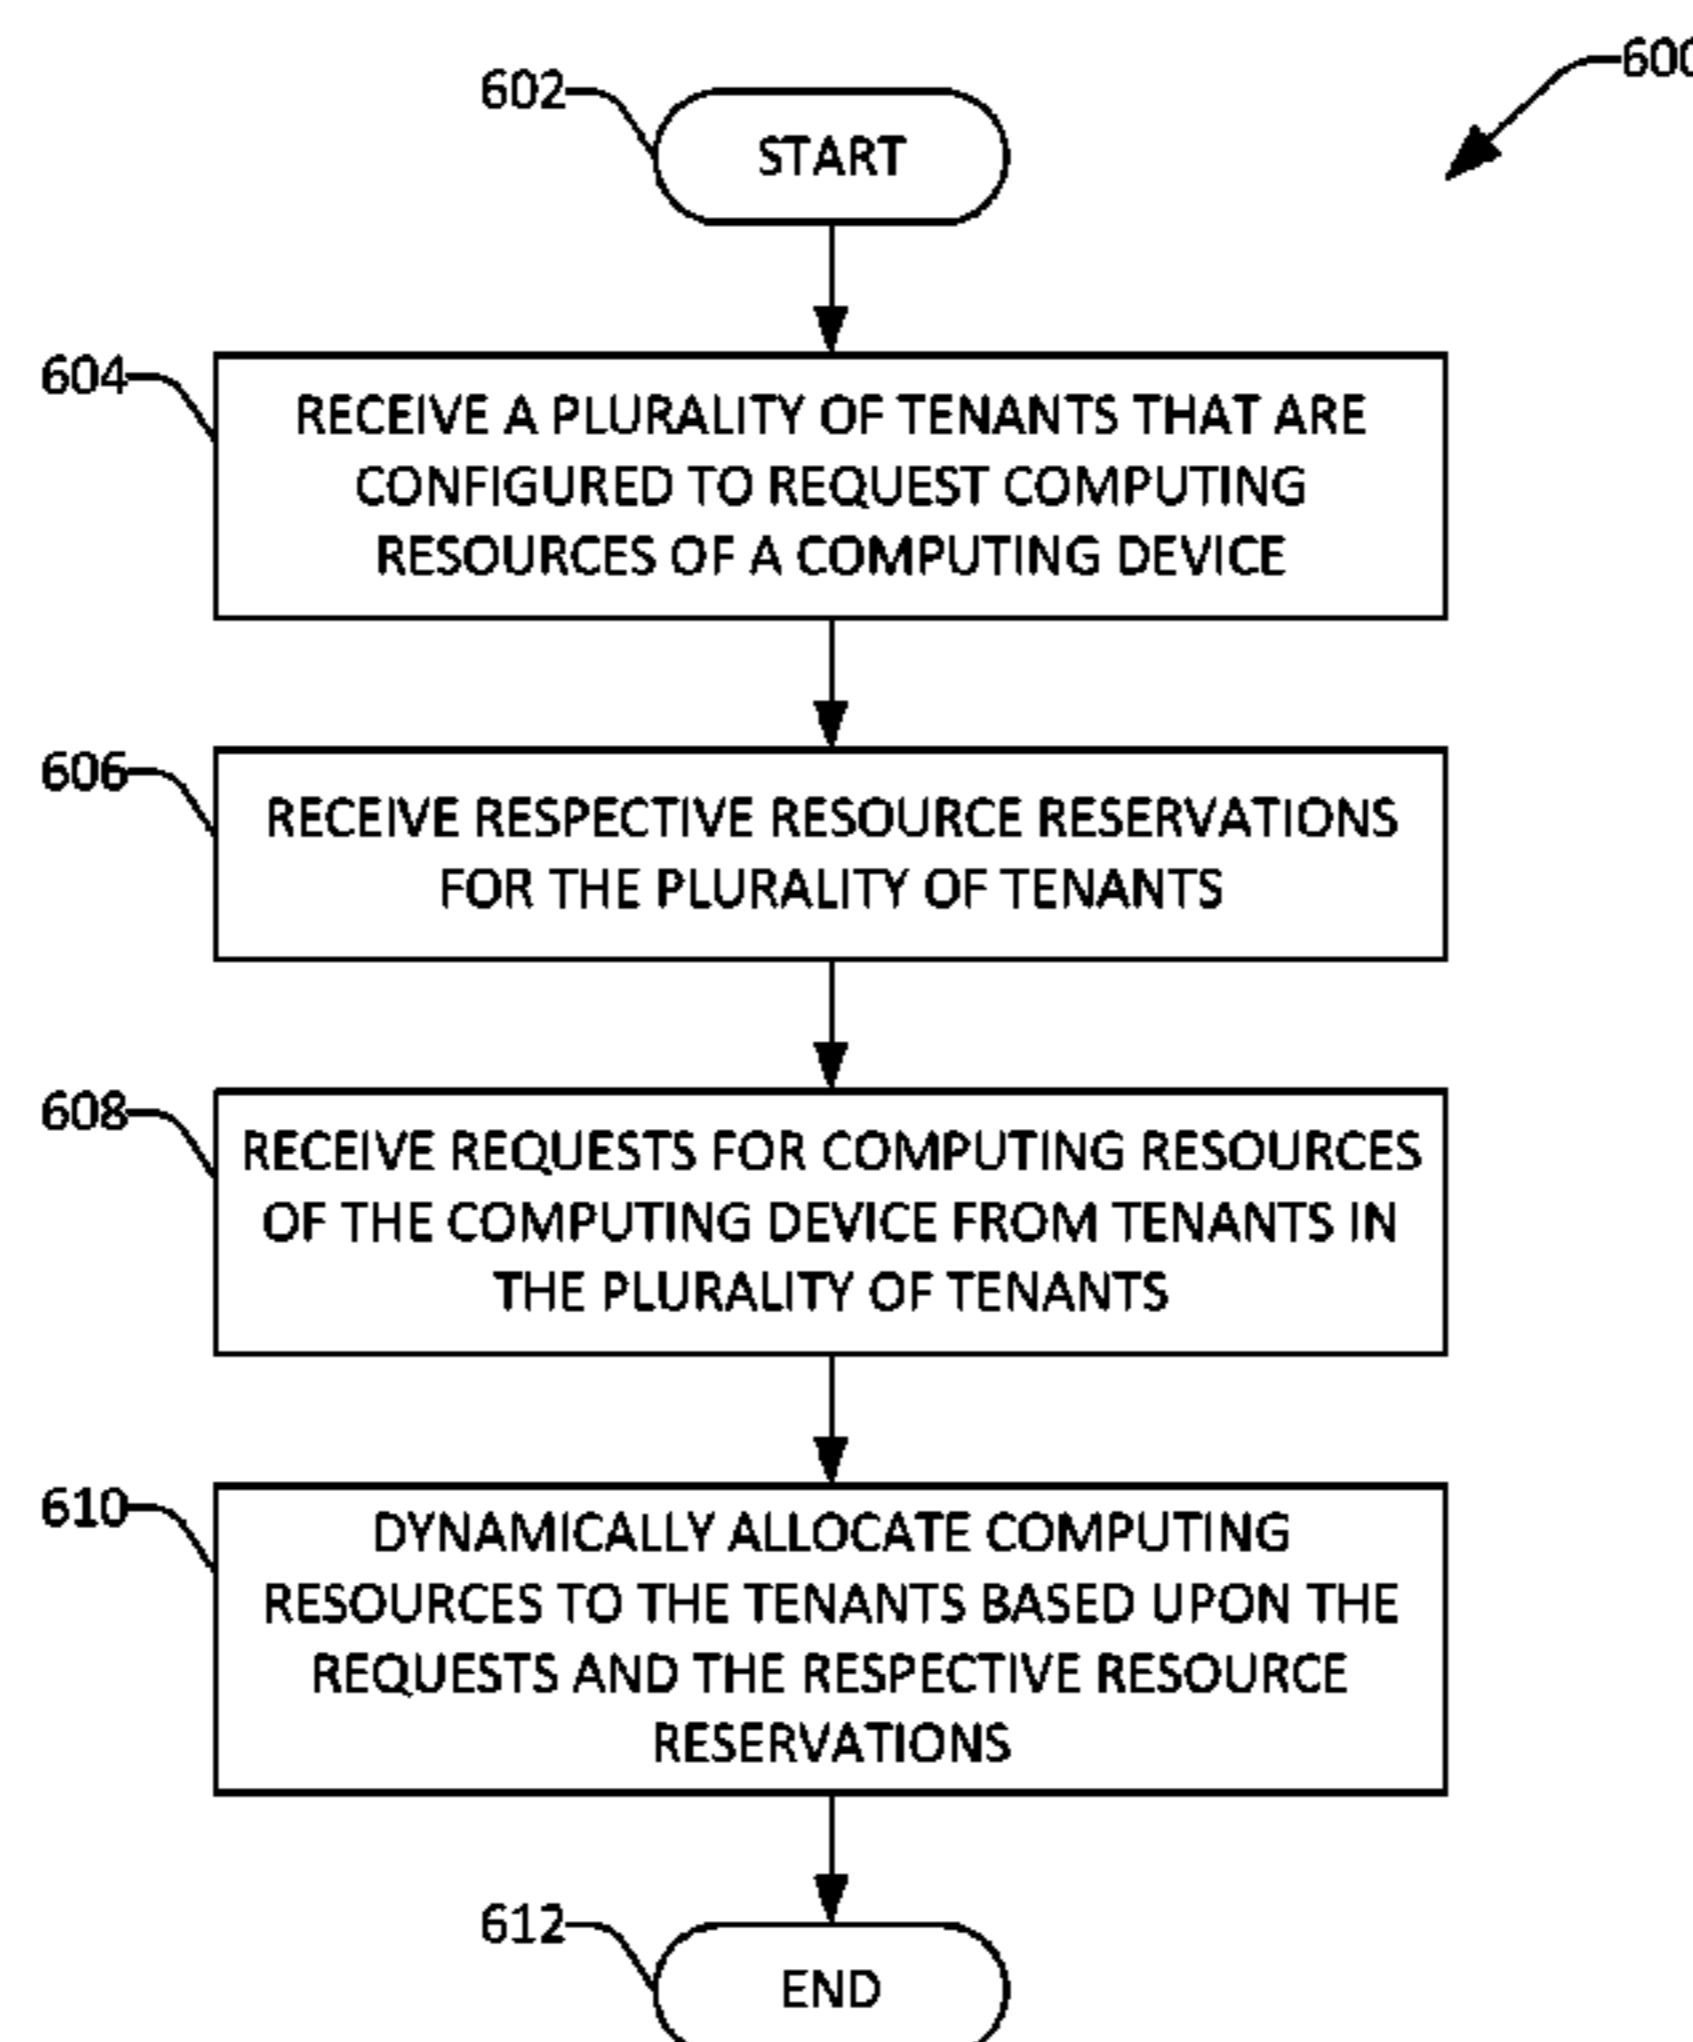 600
602
START
604
RECEIVE A PLURALITY OF TENANTS THAT ARE
CONFIGURED TO REQUEST COMPUTING
RESOURCES OF A COMPUTING DEVICE
606
RECEIVE RESPECTIVE RESOURCE RESERVATIONS
FOR THE PLURALITY OF TENANTS
608
RECEIVE REQUESTS FOR COMPUTING RESOURCES
OF THE COMPUTING DEVICE FROM TENANTS IN
THE PLURALITY OF TENANTS
610
DYNAMICALLY ALLOCATE COMPUTING
RESOURCES TO THE TENANTS BASED UPON THE
REQUESTS AND THE RESPECTIVE RESOURCE
RESERVATIONS
612
END